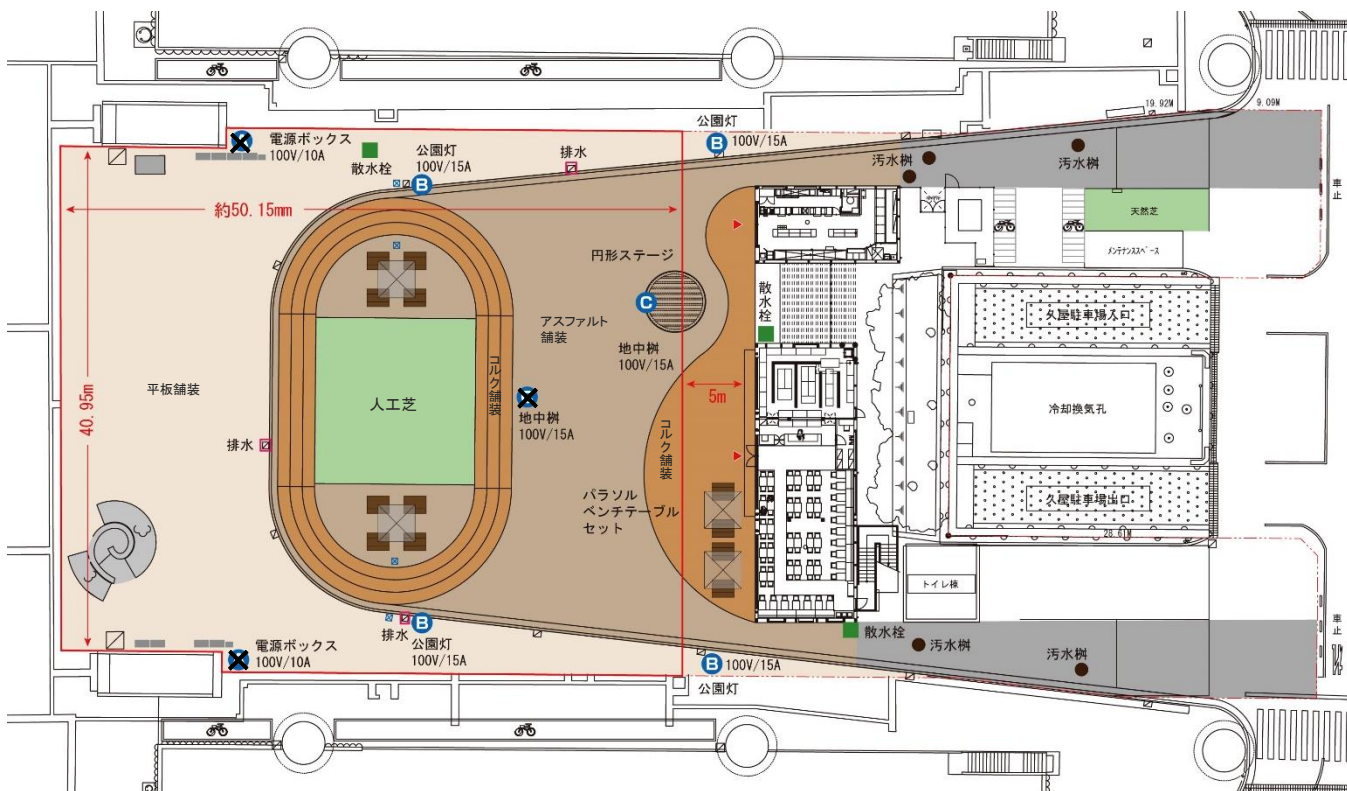 19.92M
9.09M
電源ボックス
100V/10A
公園灯
100V/15A
B
散水栓
公園灯
100V/15A
B
排水
汚水桝
汚水桝
車止
約50.15mm
天然芝
メンテナンススペース
円形ステージ
C
散水栓
久屋駐車場入口
アスファルト
舗装
地中桝
100V/15A
40.95m
平板舗装
人工芝
コルク舗装
地中桝
100V/15A
5m
冷却換気孔
コルク舗装
排水
パラソル
ベンチテーブル
セット
久屋駐車場出口
28.61M
トイレ棟
排水
B
公園灯
100V/15A
散水栓
汚水桝
汚水桝
車止
電源ボックス
100V/10A
B
100V/15A
公園灯